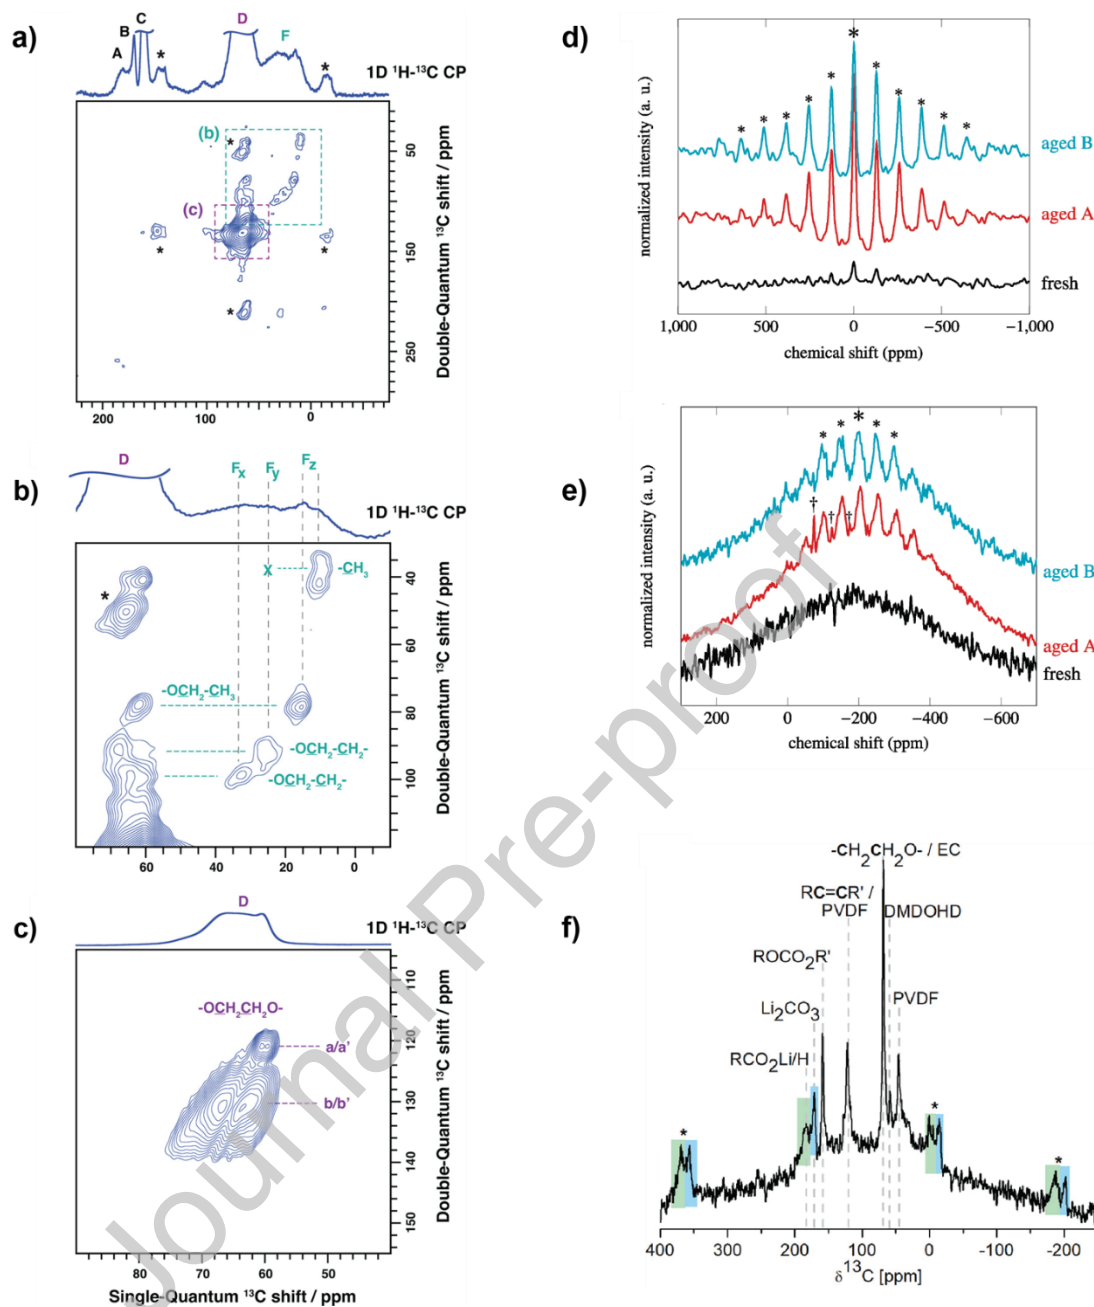 a)
A
B
C
*
D
F
*
1D ¹H-¹³C CP
(b)
(c)
*
*
*
*
50
150
250
Double-Quantum ¹³C shift / ppm
200
100
0
b)
D
Fx
Fy
Fz
1D ¹H-¹³C CP
*
X
-CH₃
-OCH₂-CH₃
-OCH₂-CH₂-
-OCH₂-CH₂-
40
60
80
100
Double-Quantum ¹³C shift / ppm
60
40
20
0
c)
D
1D ¹H-¹³C CP
-OCH₂CH₂O-
a/a'
b/b'
110
120
130
140
150
Double-Quantum ¹³C shift / ppm
80
70
60
50
40
Single-Quantum ¹³C shift / ppm
d)
normalized intensity (a. u.)
* * * * * * * * * * *
aged B
aged A
fresh
1,000
500
0
−500
−1,000
chemical shift (ppm)
e)
normalized intensity (a. u.)
* * * * *
† † †
aged B
aged A
fresh
200
0
−200
−400
−600
chemical shift (ppm)
f)
-CH₂CH₂O- / EC
RC=CR' /
PVDF
DMDOHD
ROCO₂R'
Li₂CO₃
PVDF
RCO₂Li/H
*
*
*
400
300
200
100
0
-100
-200
δ¹³C [ppm]
Journal Pre-proof